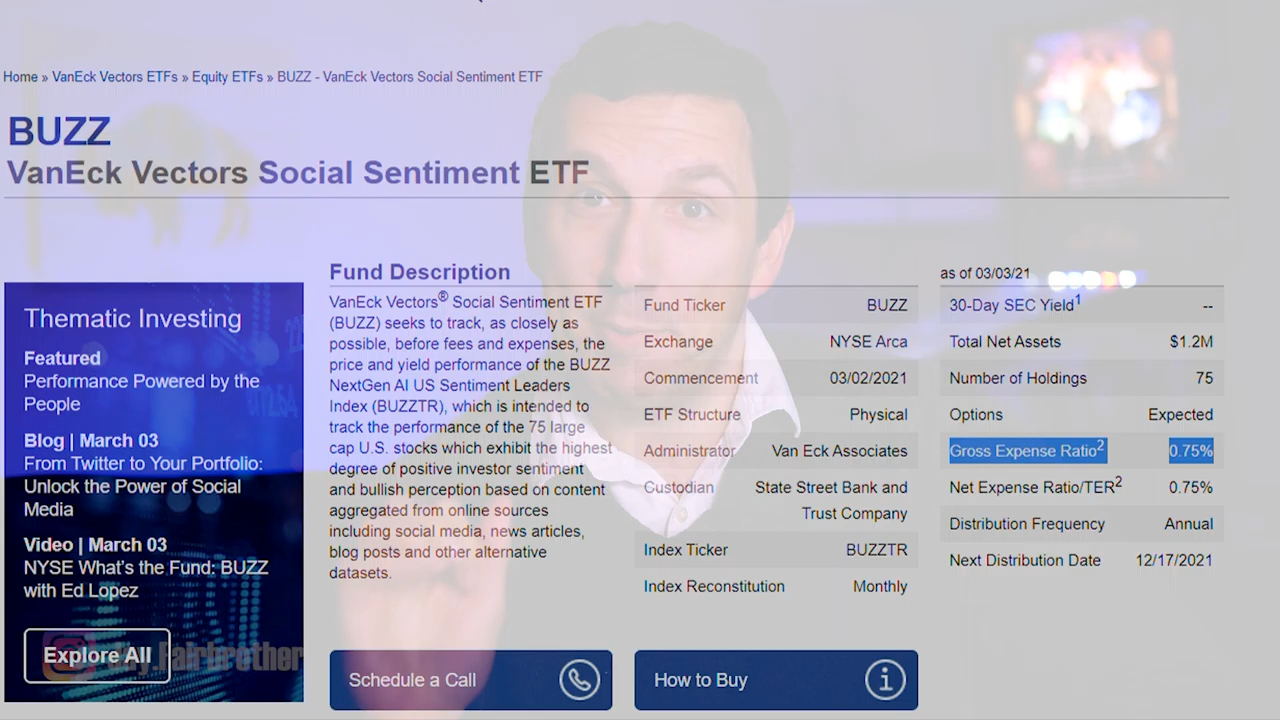 Home » VanEck Vectors ETFs » Equity ETFs » BUZZ - VanEck Vectors Social Sentiment ETF
BUZZ
VanEck Vectors Social Sentiment ETF
Thematic Investing
Featured
Performance Powered by the
People
Blog | March 03
From Twitter to Your Portfolio:
Unlock the Power of Social
Media
Video | March 03
NYSE What's the Fund: BUZZ
with Ed Lopez
Explore All
Fairbrother
Fund Description
VanEck Vectors® Social Sentiment ETF
(BUZZ) seeks to track, as closely as
possible, before fees and expenses, the
price and yield performance of the BUZZ
NextGen AI US Sentiment Leaders
Index (BUZZTR), which is intended to
track the performance of the 75 large
cap U.S. stocks which exhibit the highest
degree of positive investor sentiment
and bullish perception based on content
aggregated from online sources
including social media, news articles,
blog posts and other alternative
datasets.
Schedule a Call
Fund Ticker BUZZ
Exchange NYSE Arca
Commencement 03/02/2021
ETF Structure Physical
Administrator Van Eck Associates
Custodian State Street Bank and
Trust Company
Index Ticker BUZZTR
Index Reconstitution Monthly
How to Buy
as of 03/03/21
30-Day SEC Yield1 --
Total Net Assets $1.2M
Number of Holdings 75
Options Expected
Gross Expense Ratio2 0.75%
Net Expense Ratio/TER2 0.75%
Distribution Frequency Annual
Next Distribution Date 12/17/2021